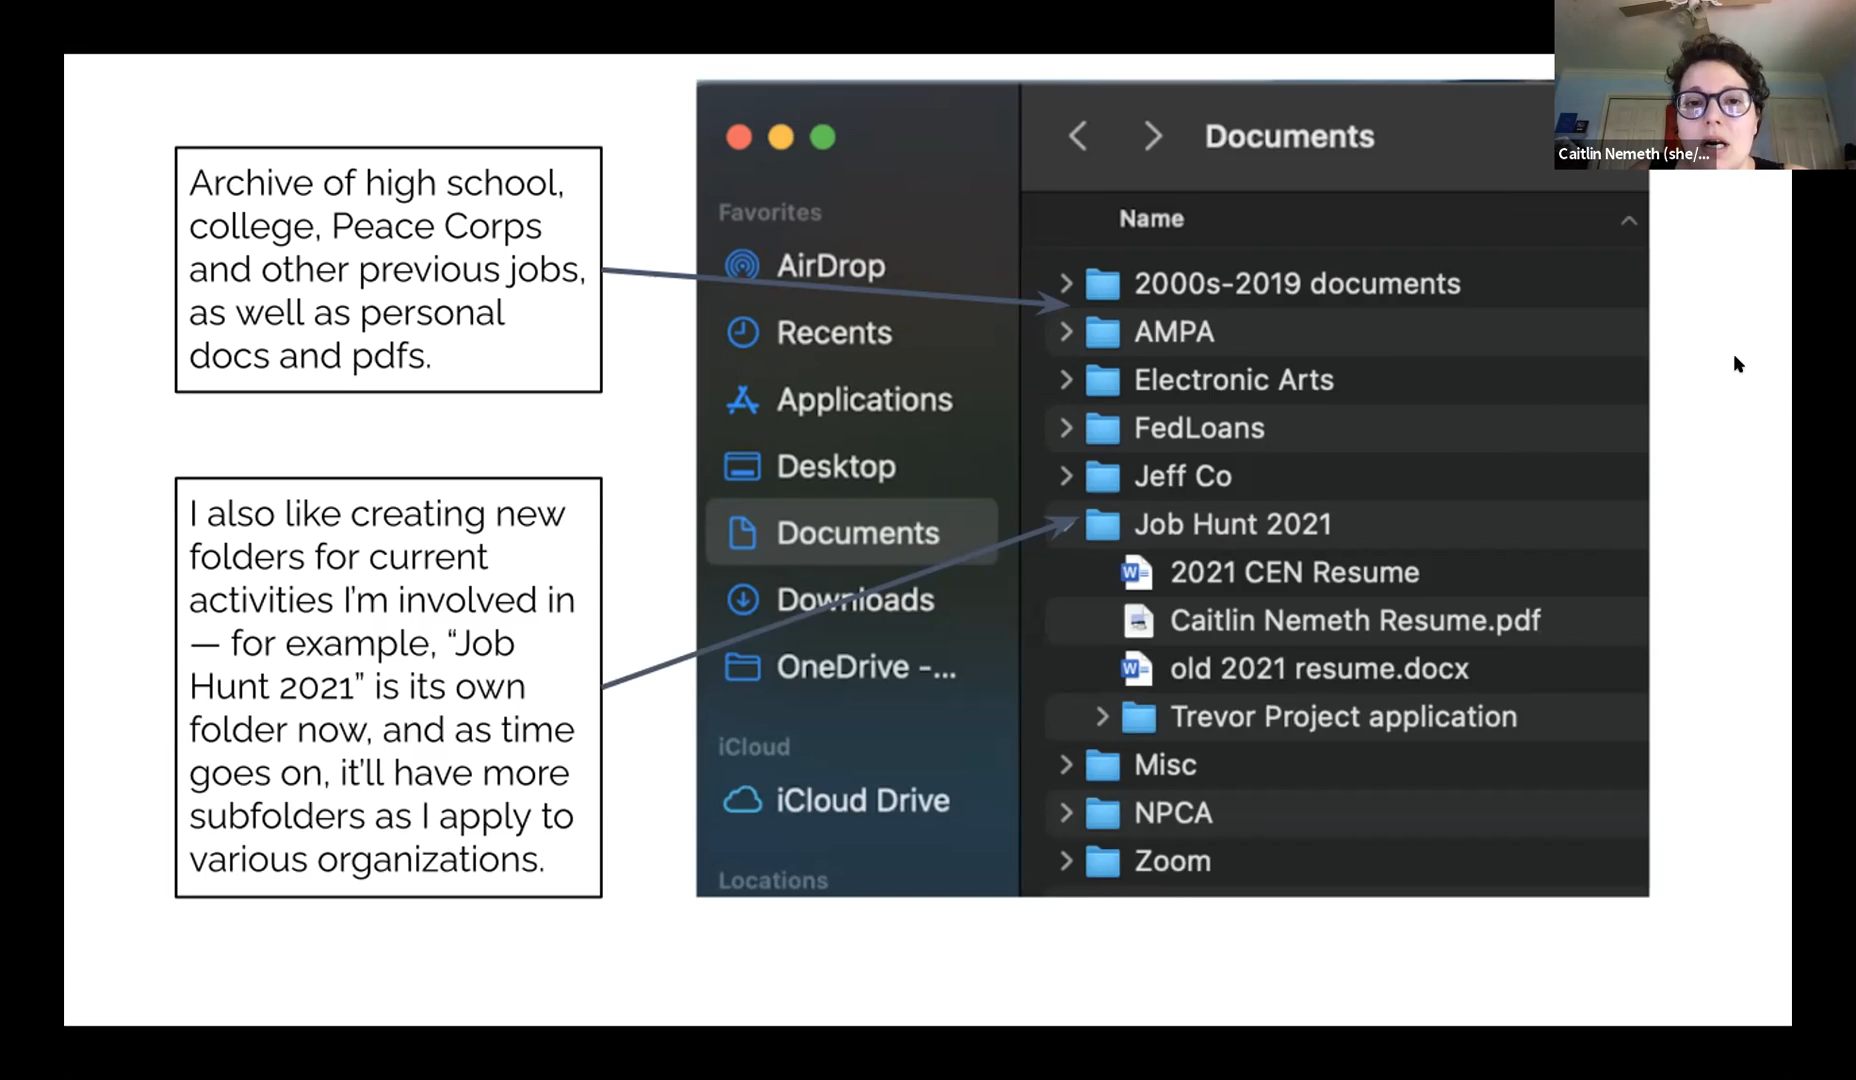 Archive of high school,
college, Peace Corps
and other previous jobs,
as well as personal
docs and pdfs.
I also like creating new
folders for current
activities I’m involved in
— for example, “Job
Hunt 2021” is its own
folder now, and as time
goes on, it’ll have more
subfolders as I apply to
various organizations.
Favorites
AirDrop
Recents
Applications
Desktop
Documents
Downloads
OneDrive -...
iCloud
iCloud Drive
Locations
Documents
Name
2000s-2019 documents
AMPA
Electronic Arts
FedLoans
Jeff Co
Job Hunt 2021
2021 CEN Resume
Caitlin Nemeth Resume.pdf
old 2021 resume.docx
Trevor Project application
Misc
NPCA
Zoom
Caitlin Nemeth (she/...